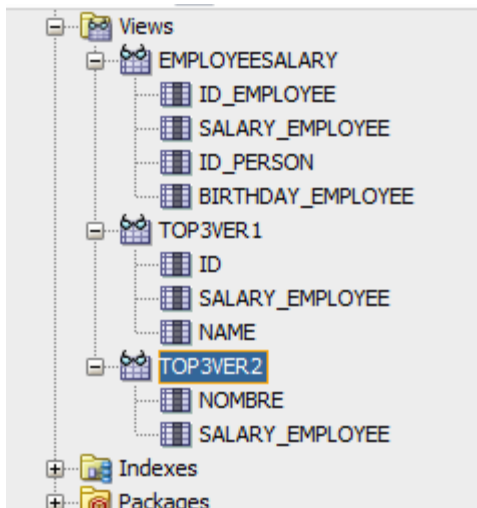 Views
EMPLOYEESALARY
ID_EMPLOYEE
SALARY_EMPLOYEE
ID_PERSON
BIRTHDAY_EMPLOYEE
TOP3VER1
ID
SALARY_EMPLOYEE
NAME
TOP3VER2
NOMBRE
SALARY_EMPLOYEE
Indexes
Packages